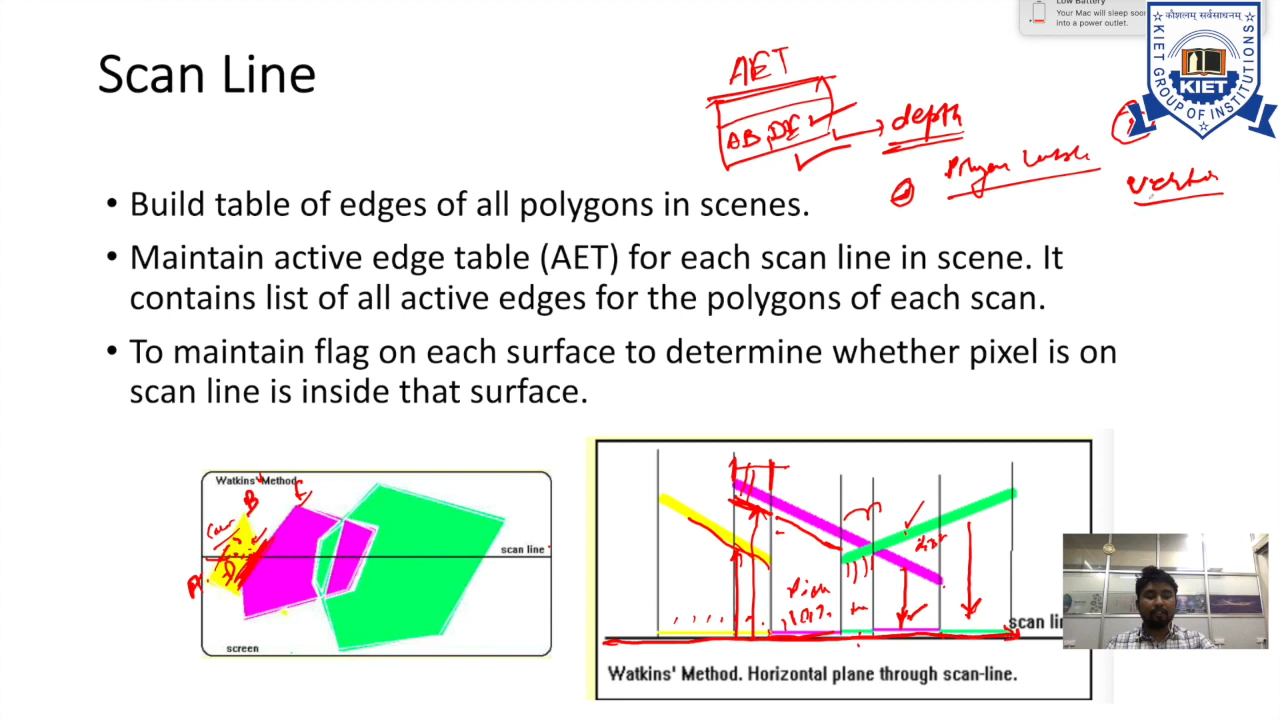 Low Battery
Your Mac will sleep soon
into a power outlet.
कौशलम् सर्वसाधनम्
KIET GROUP OF INSTITUTIONS
KIET
Scan Line
AET
AB, DE
depth
• Build table of edges of all polygons in scenes.
• Maintain active edge table (AET) for each scan line in scene. It
contains list of all active edges for the polygons of each scan.
• To maintain flag on each surface to determine whether pixel is on
scan line is inside that surface.
Watkins' Method
B
E
A
D
scan line
screen
scan li
Watkins' Method. Horizontal plane through scan-line.